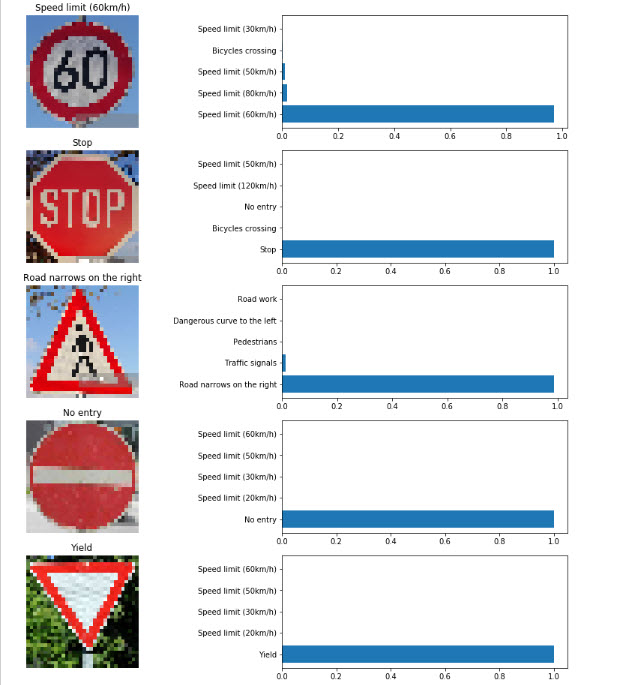 Speed limit (60km/h)
60
Speed limit (30km/h)
Bicycles crossing
Speed limit (50km/h)
Speed limit (80km/h)
Speed limit (60km/h)
0.0 0.2 0.4 0.6 0.8 1.0
Stop
STOP
Speed limit (50km/h)
Speed limit (120km/h)
No entry
Bicycles crossing
Stop
0.0 0.2 0.4 0.6 0.8 1.0
Road narrows on the right
Road work
Dangerous curve to the left
Pedestrians
Traffic signals
Road narrows on the right
0.0 0.2 0.4 0.6 0.8 1.0
No entry
Speed limit (60km/h)
Speed limit (50km/h)
Speed limit (30km/h)
Speed limit (20km/h)
No entry
0.0 0.2 0.4 0.6 0.8 1.0
Yield
Speed limit (60km/h)
Speed limit (50km/h)
Speed limit (30km/h)
Speed limit (20km/h)
Yield
0.0 0.2 0.4 0.6 0.8 1.0